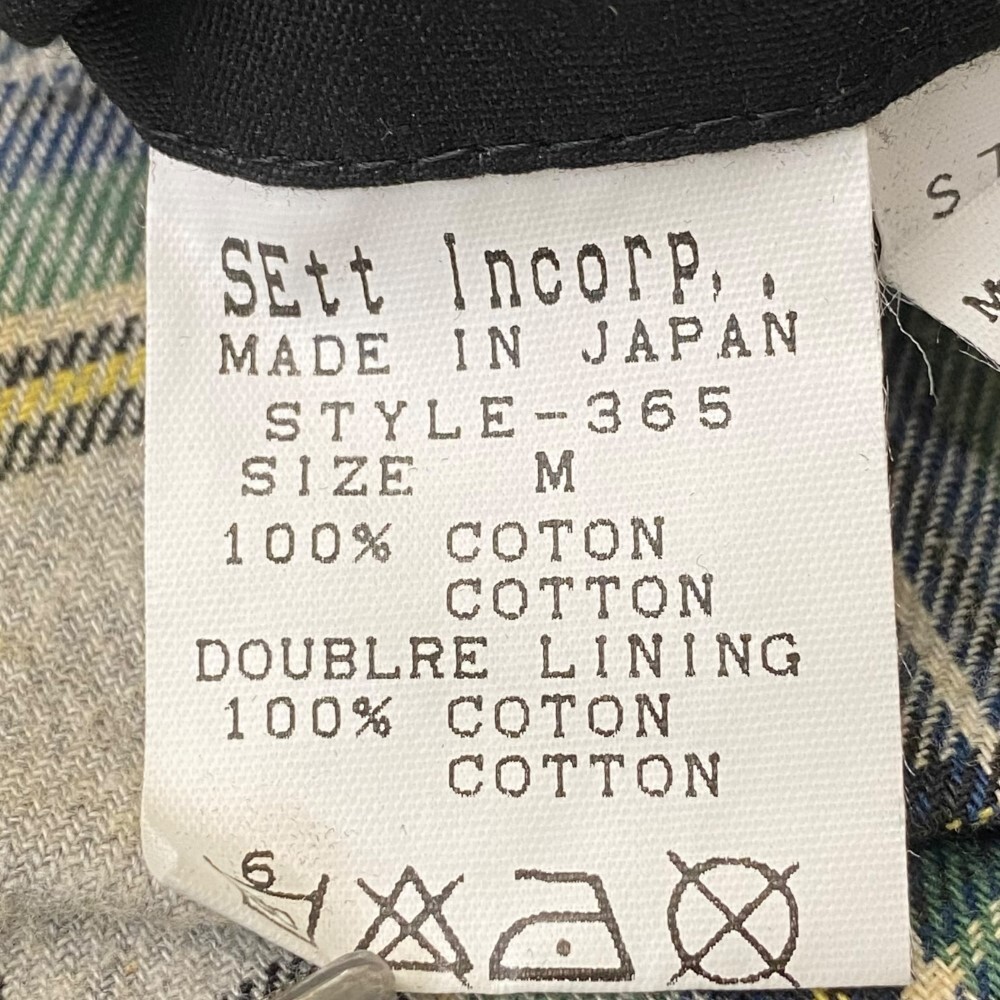 SEtt Incorp..
MADE IN JAPAN
STYLE-365
SIZE M
100% COTON
COTTON
DOUBLRE LINING
100% COTON
COTTON
6